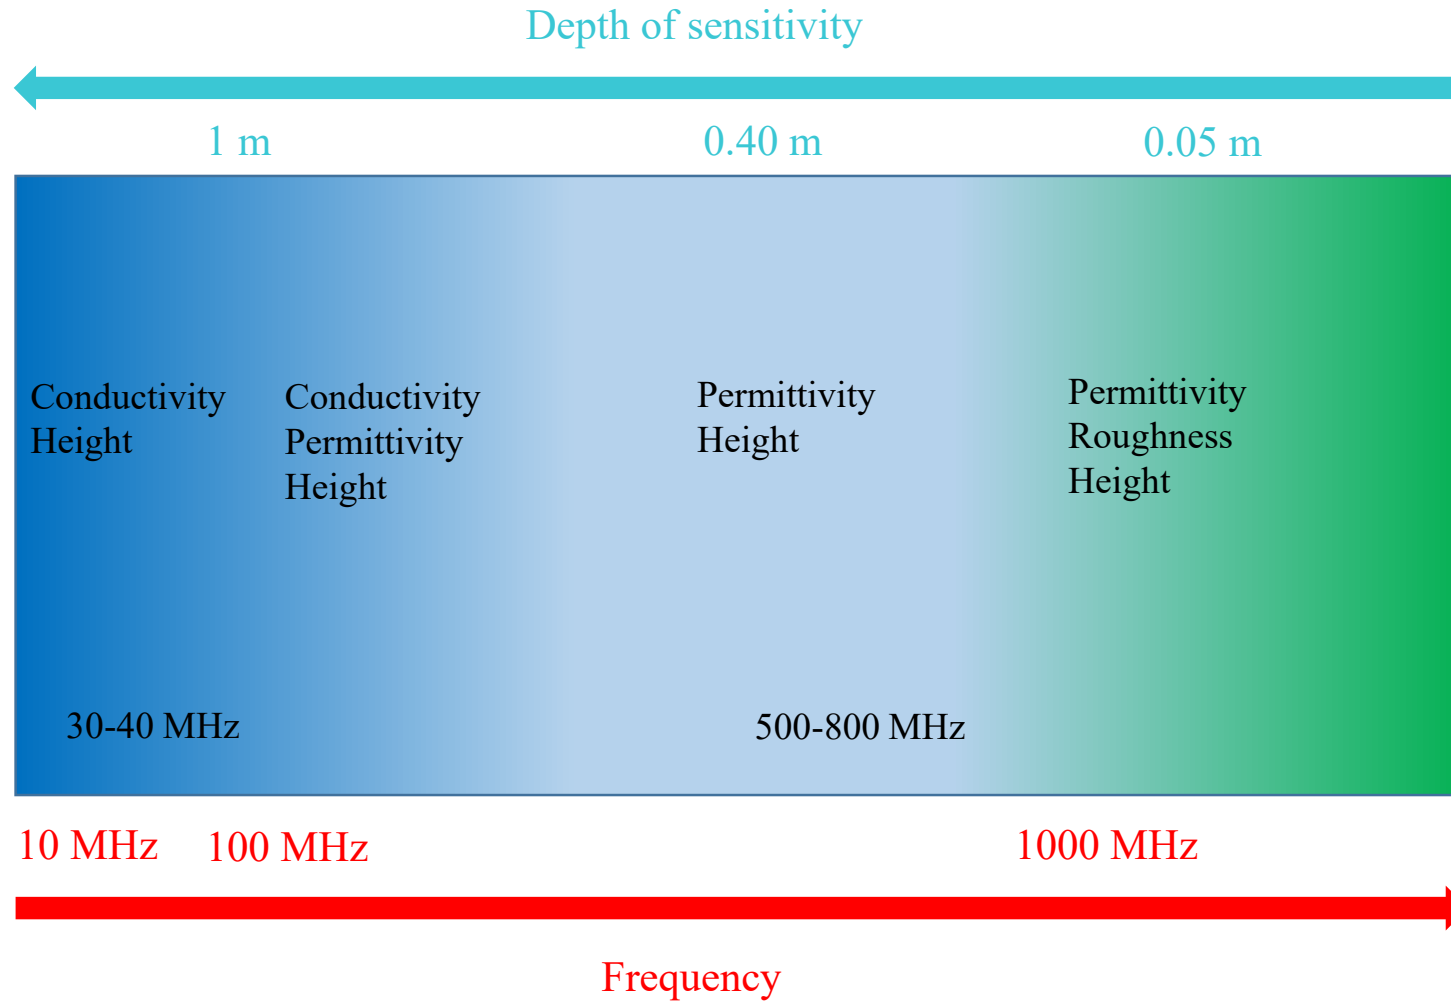 Depth of sensitivity
1 m
0.40 m
0.05 m
Conductivity
Height
Conductivity
Permittivity
Height
Permittivity
Height
Permittivity
Roughness
Height
30-40 MHz
500-800 MHz
10 MHz
100 MHz
1000 MHz
Frequency